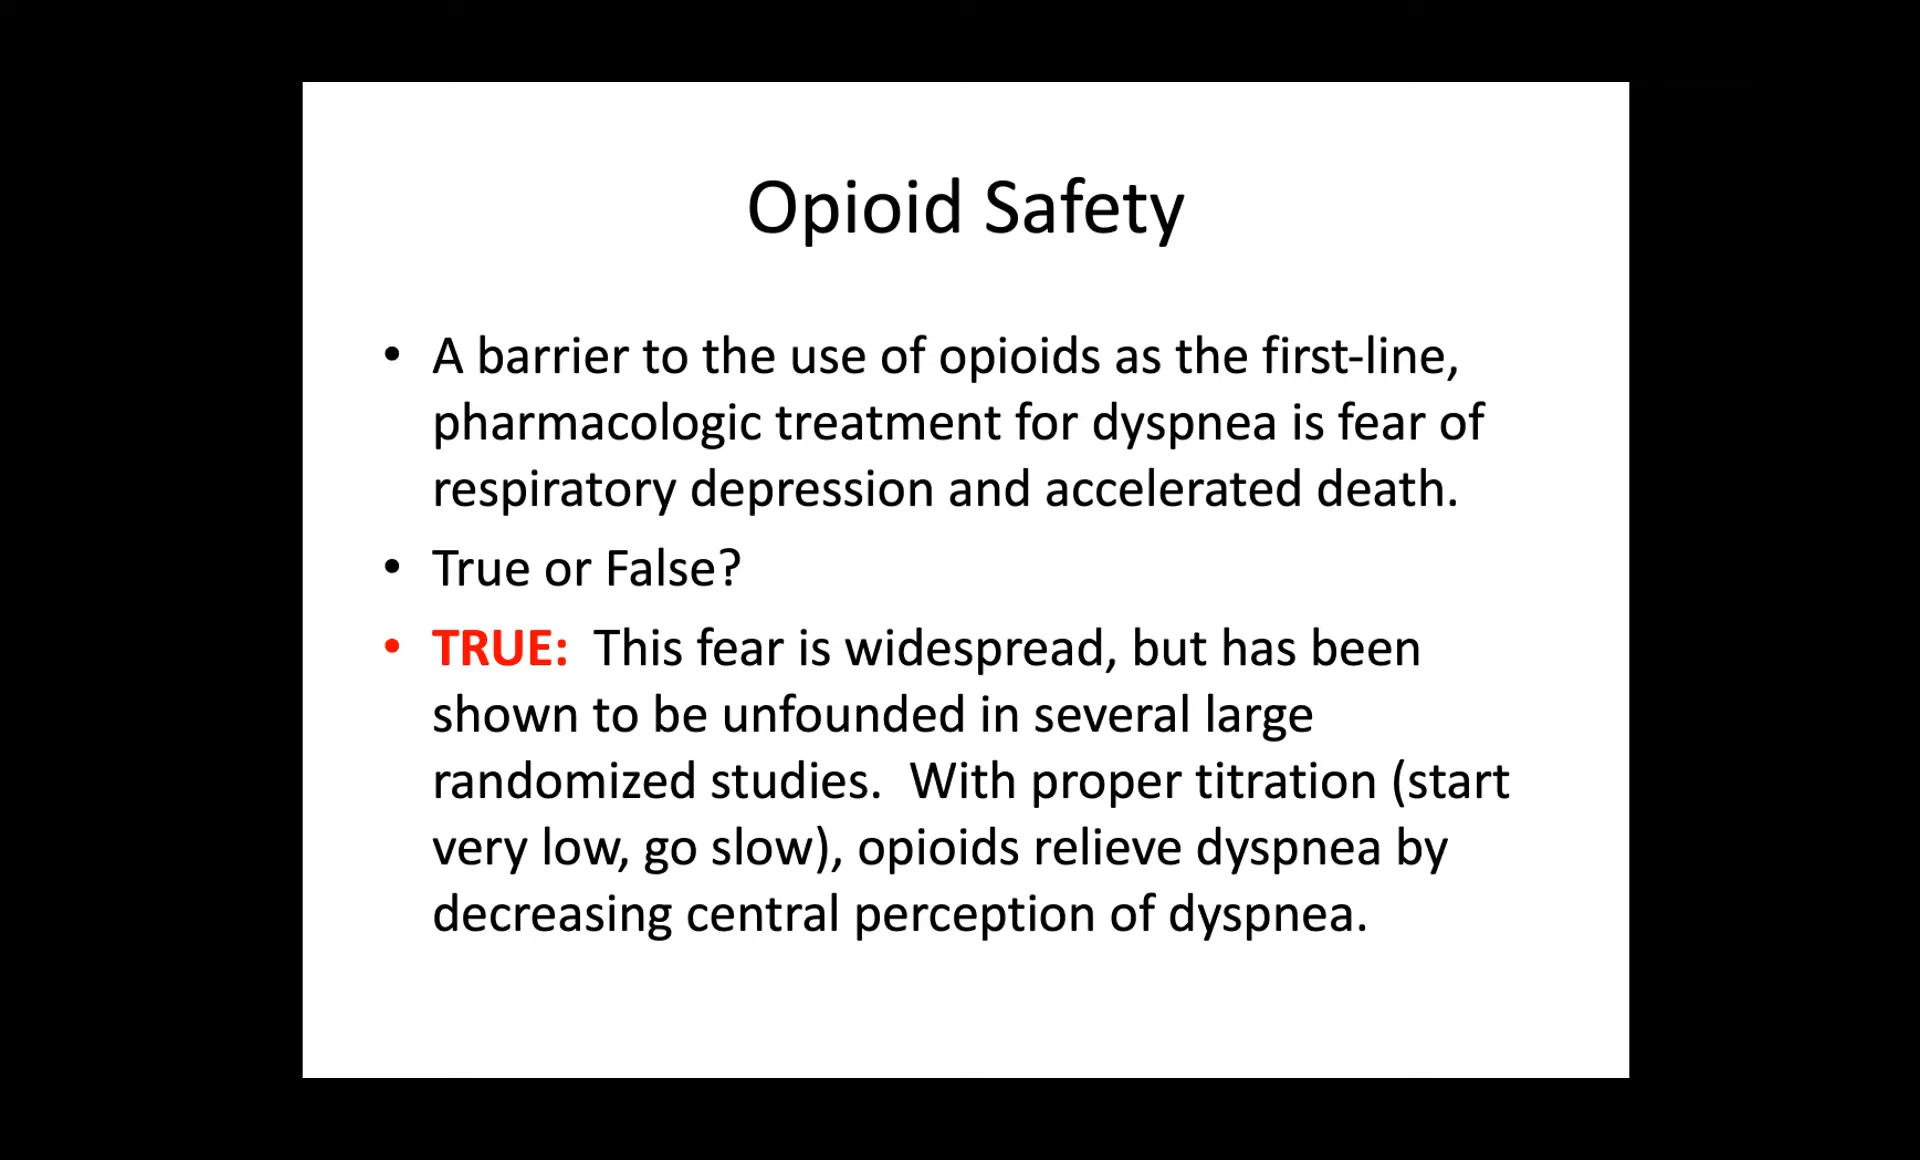 Opioid Safety
• A barrier to the use of opioids as the first-line,
pharmacologic treatment for dyspnea is fear of
respiratory depression and accelerated death.
• True or False?
• TRUE: This fear is widespread, but has been
shown to be unfounded in several large
randomized studies. With proper titration (start
very low, go slow), opioids relieve dyspnea by
decreasing central perception of dyspnea.